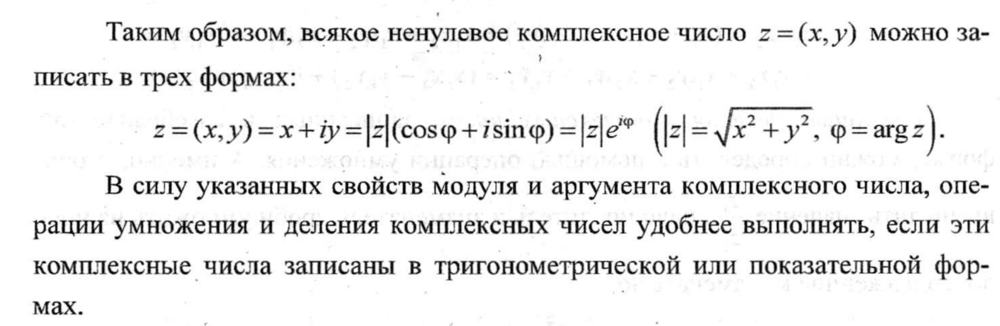 Таким образом, всякое ненулевое комплексное число z = (x, y) можно за-
писать в трех формах:
z = (x, y) = x + iy = |z|(cos φ + i sin φ) = |z|e^{iφ} (|z| = √(x² + y²), φ = arg z).
В силу указанных свойств модуля и аргумента комплексного числа, опе-
рации умножения и деления комплексных чисел удобнее выполнять, если эти
комплексные числа записаны в тригонометрической или показательной фор-
мах.